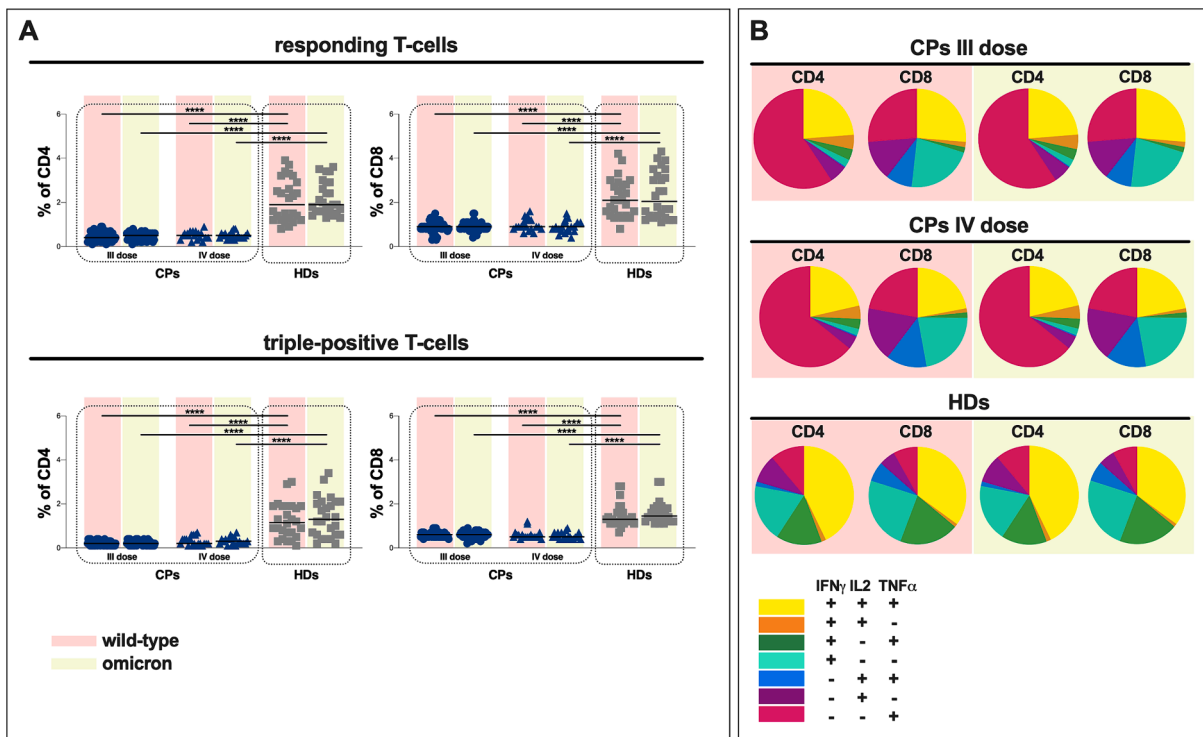 A
responding T-cells
% of CD4
6
4
2
0
****
****
****
****
III dose
IV dose
CPs
HDs
% of CD8
6
4
2
0
****
****
****
****
III dose
IV dose
CPs
HDs
triple-positive T-cells
% of CD4
6
4
2
0
****
****
****
****
III dose
IV dose
CPs
HDs
% of CD8
6
4
2
0
****
****
****
****
III dose
IV dose
CPs
HDs
wild-type
omicron
B
CPs III dose
CD4 CD8 CD4 CD8
CPs IV dose
CD4 CD8 CD4 CD8
HDs
CD4 CD8 CD4 CD8
IFNγ IL2 TNFα
+ + +
+ + -
+ - +
+ - -
- + +
- + -
- - +